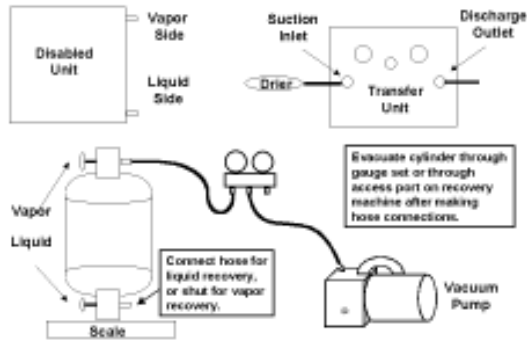 Disabled
Unit
Vapor
Side
Liquid
Side
Suction
Inlet
Discharge
Outlet
Drier
Transfer
Unit
Evacuate cylinder through
gauge set or through
access port on recovery
machine after making
hose connections.
Vapor
Liquid
Connect hose for
liquid recovery,
or shut for vapor
recovery.
Vacuum
Pump
Scale